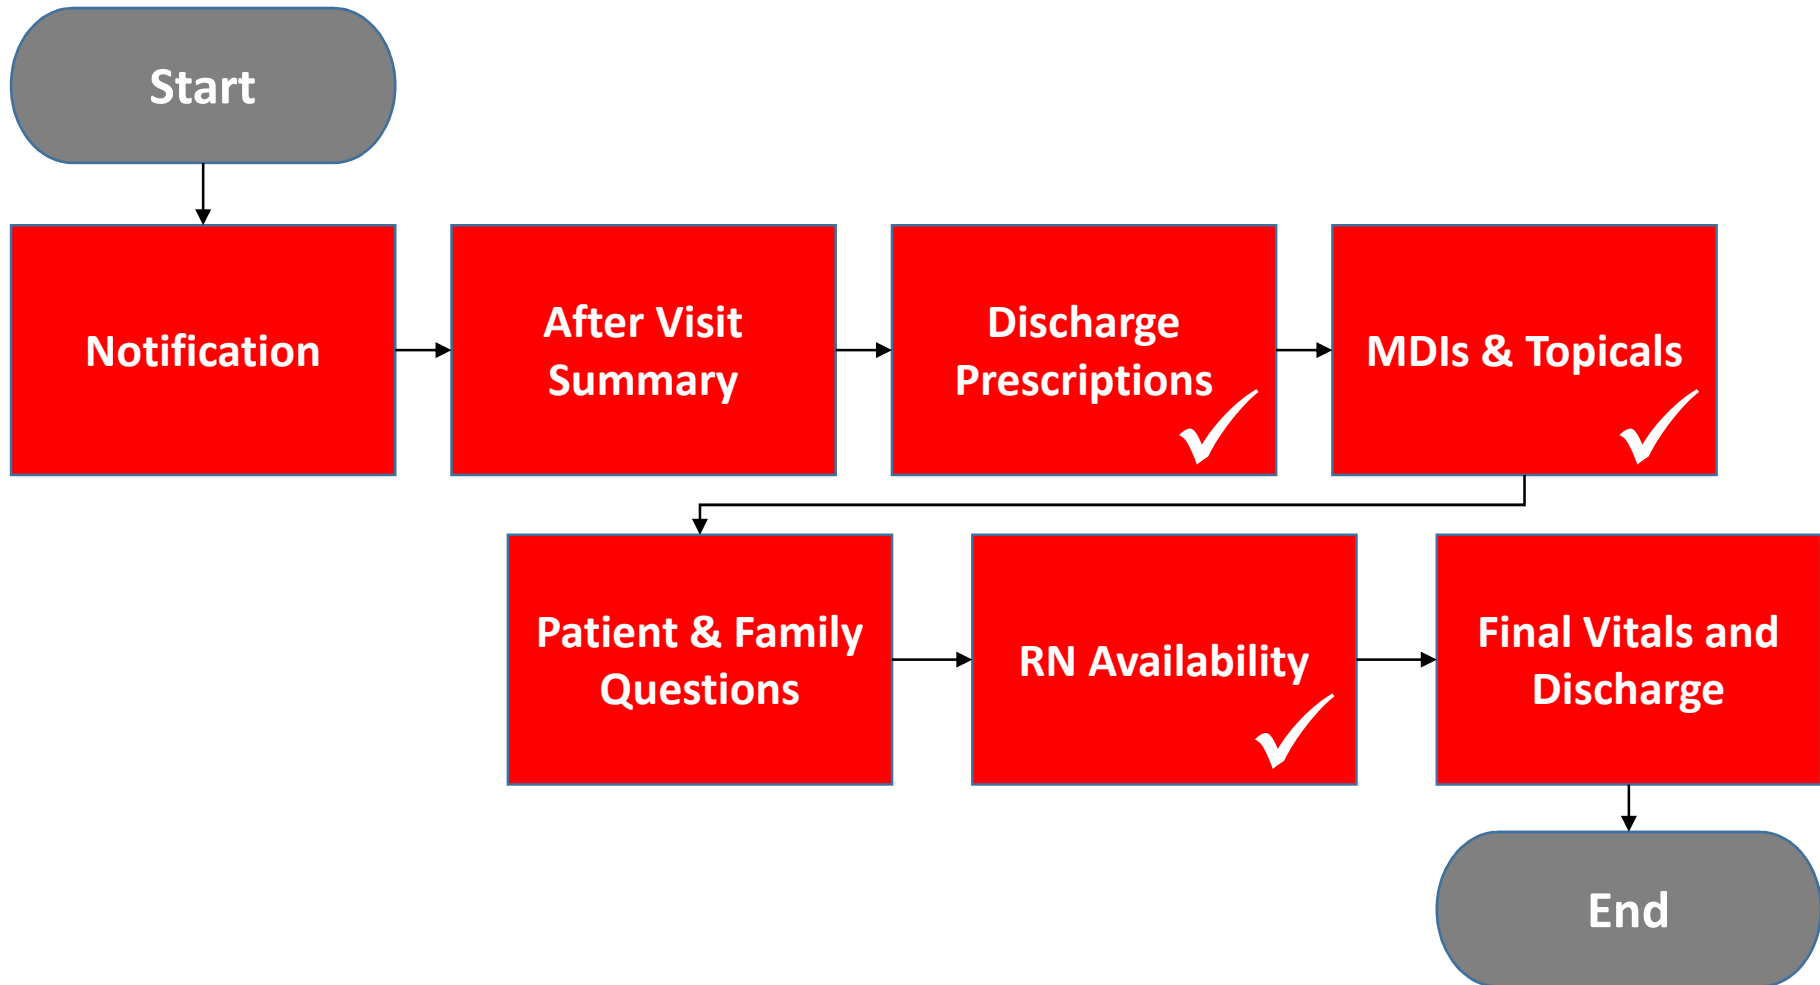 Start
Notification
After Visit
Summary
Discharge
Prescriptions
MDIs & Topicals
Patient & Family
Questions
RN Availability
Final Vitals and
Discharge
End